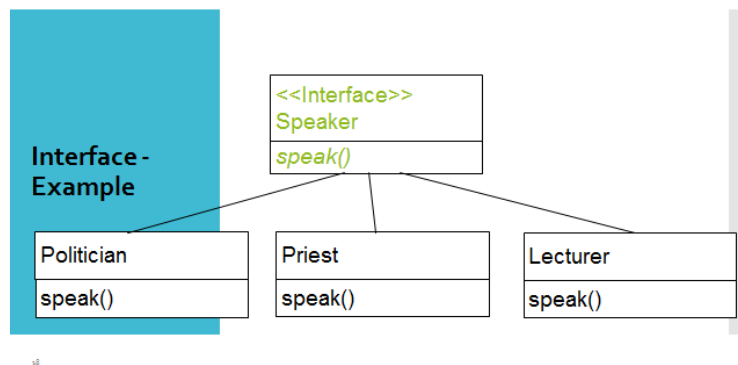 <<Interface>>
Speaker
speak()
Interface -
Example
Politician
speak()
Priest
speak()
Lecturer
speak()